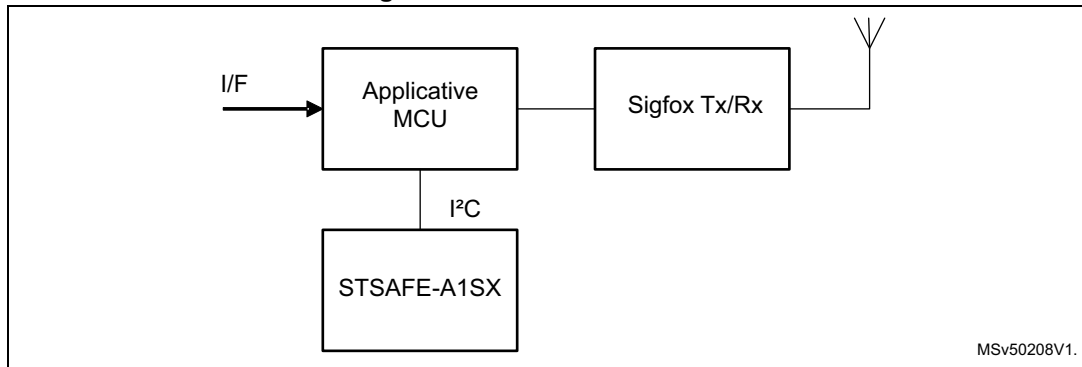 I/F
Applicative
MCU
Sigfox Tx/Rx
I²C
STSAFE-A1SX
MSv50208V1.